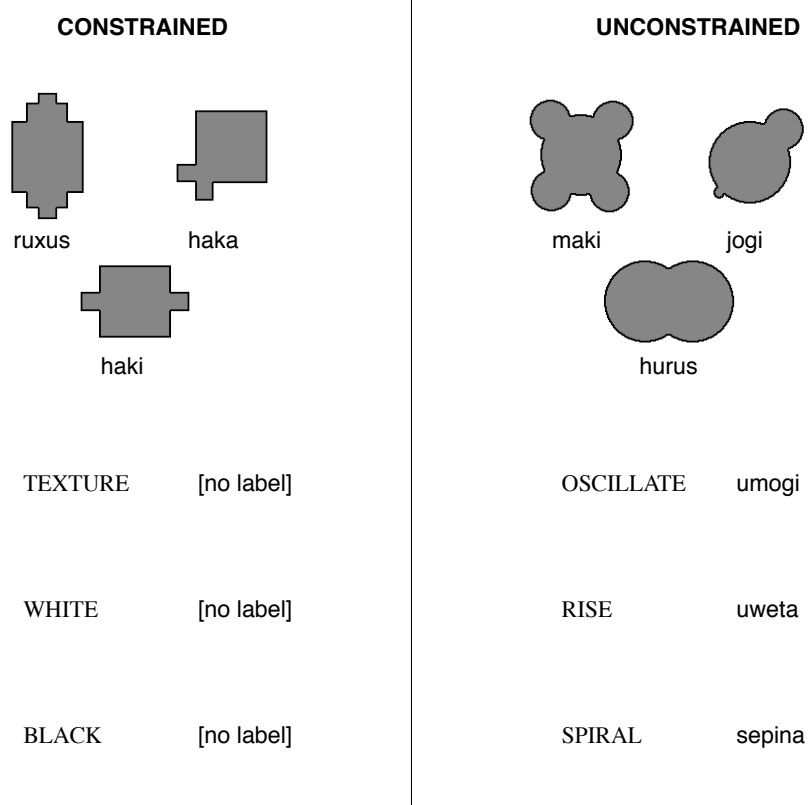 CONSTRAINED
ruxus haka
haki
TEXTURE [no label]
WHITE [no label]
BLACK [no label]
UNCONSTRAINED
maki jogi
hurus
OSCILLATE umogi
RISE uweta
SPIRAL sepina